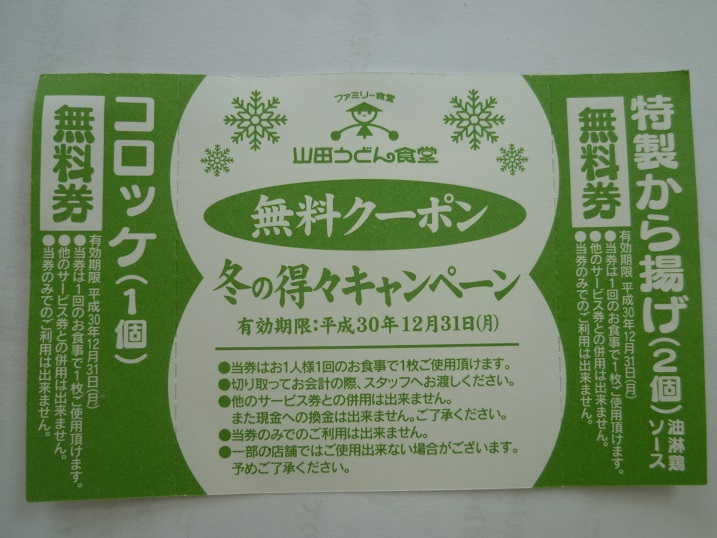 ファミリー食堂
山田うどん食堂
無料クーポン
冬の得々キャンペーン
有効期限:平成30年12月31日(月)
●当券はお1人様1回のお食事で1枚ご使用頂けます。
●切り取ってお会計の際、スタッフへお渡しください。
●他のサービス券との併用は出来ません。
また現金への換金は出来ません。ご了承ください。
●当券のみでのご利用は出来ません。
●一部の店舗ではご使用出来ない場合がございます。
予めご了承ください。
特製から揚げ(2個)油淋鶏ソース
無料券
有効期限 平成30年12月31日(月)
●当券は1回のお食事で1枚ご使用頂けます。
●他のサービス券との併用は出来ません。
●当券のみでのご利用は出来ません。
コロッケ(1個)
無料券
有効期限 平成30年12月31日(月)
●当券は1回のお食事で1枚ご使用頂けます。
●他のサービス券との併用は出来ません。
●当券のみでのご利用は出来ません。